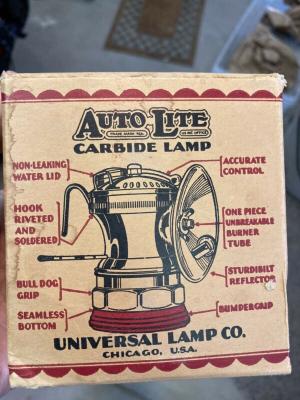 AUTO LITE
TRADE MARK REG. US PAT. OFFICE
CARBIDE LAMP
NON-LEAKING
WATER LID
ACCURATE
CONTROL
HOOK
RIVETED
AND
SOLDERED
ONE PIECE
UNBREAKABLE
BURNER
TUBE
BULL DOG
GRIP
STURDIBILT
REFLECTOR
SEAMLESS
BOTTOM
BUMPERGRIP
UNIVERSAL LAMP CO.
CHICAGO, U.S.A.